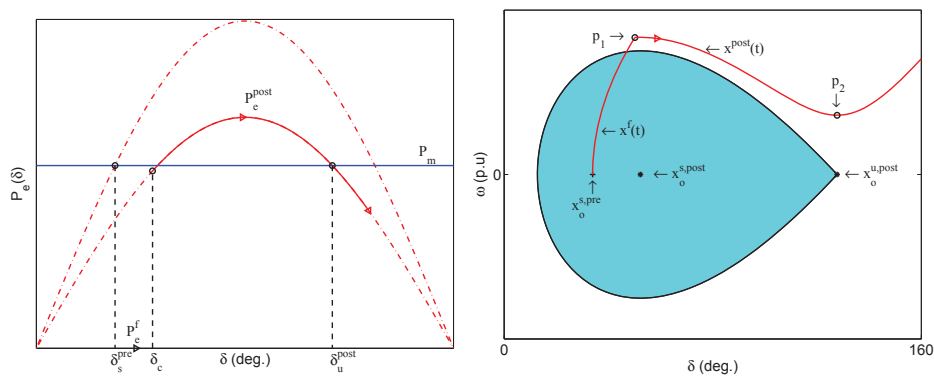 P_e(δ)
P_e^post
P_m
P_e^f
δ_s^pre
δ_c
δ (deg.)
δ_u^post
ω (p.u)
0
p_1 →
← x^post(t)
p_2
↓
← x^f(t)
← x_o^s,post
← x_o^u,post
↑
x_o^s,pre
0
δ (deg.)
160